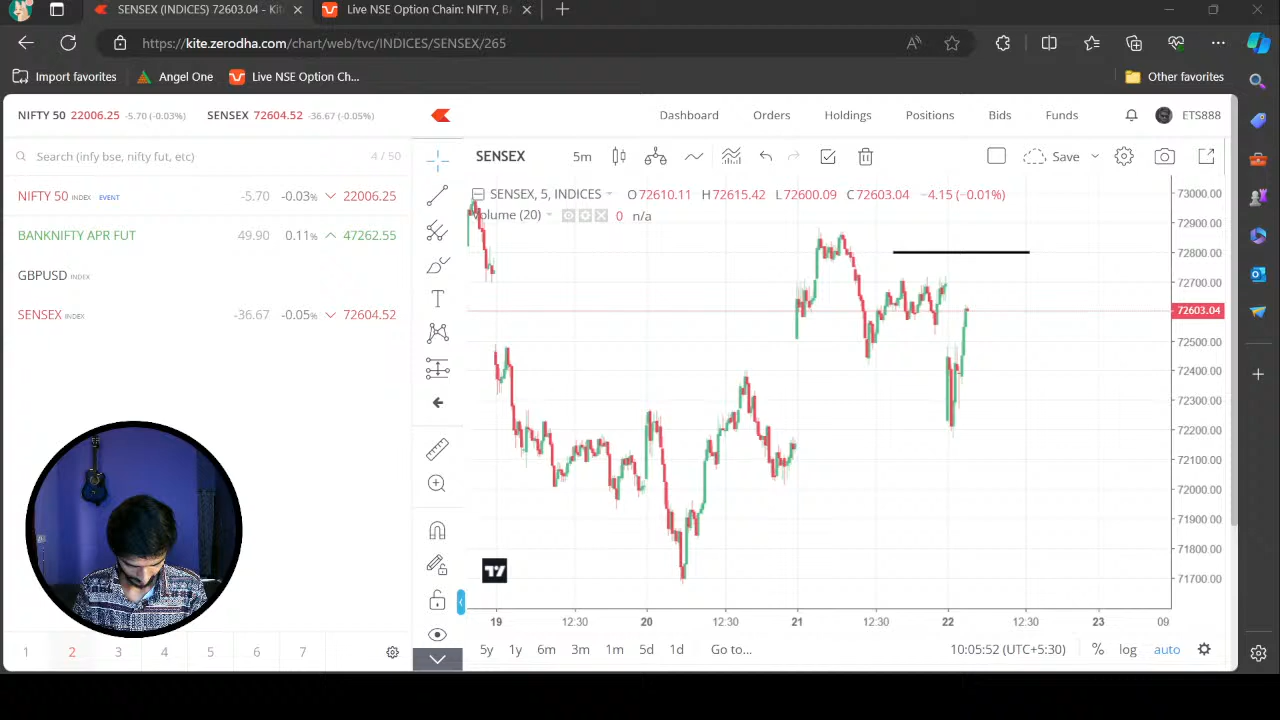 SENSEX (INDICES) 72603.04 - Kit
Live NSE Option Chain: NIFTY, B
https://kite.zerodha.com/chart/web/tvc/INDICES/SENSEX/265
Import favorites
Angel One
Live NSE Option Ch...
Other favorites
NIFTY 50 22006.25 -5.70 (-0.03%)
SENSEX 72604.52 -36.67 (-0.05%)
Dashboard
Orders
Holdings
Positions
Bids
Funds
ETS888
Search (infy bse, nifty fut, etc)
4 / 50
NIFTY 50 INDEX EVENT -5.70 -0.03% 22006.25
BANKNIFTY APR FUT 49.90 0.11% 47262.55
GBPUSD INDEX
SENSEX INDEX -36.67 -0.05% 72604.52
1 2 3 4 5 6 7
SENSEX
5m
Save
SENSEX, 5, INDICES O72610.11 H72615.42 L72600.09 C72603.04 −4.15 (−0.01%)
Volume (20) 0 n/a
73000.00
72900.00
72800.00
72700.00
72603.04
72500.00
72400.00
72300.00
72200.00
72100.00
72000.00
71900.00
71800.00
71700.00
19 12:30 20 12:30 21 12:30 22 12:30 23 09
5y 1y 6m 3m 1m 5d 1d Go to...
10:05:52 (UTC+5:30) % log auto